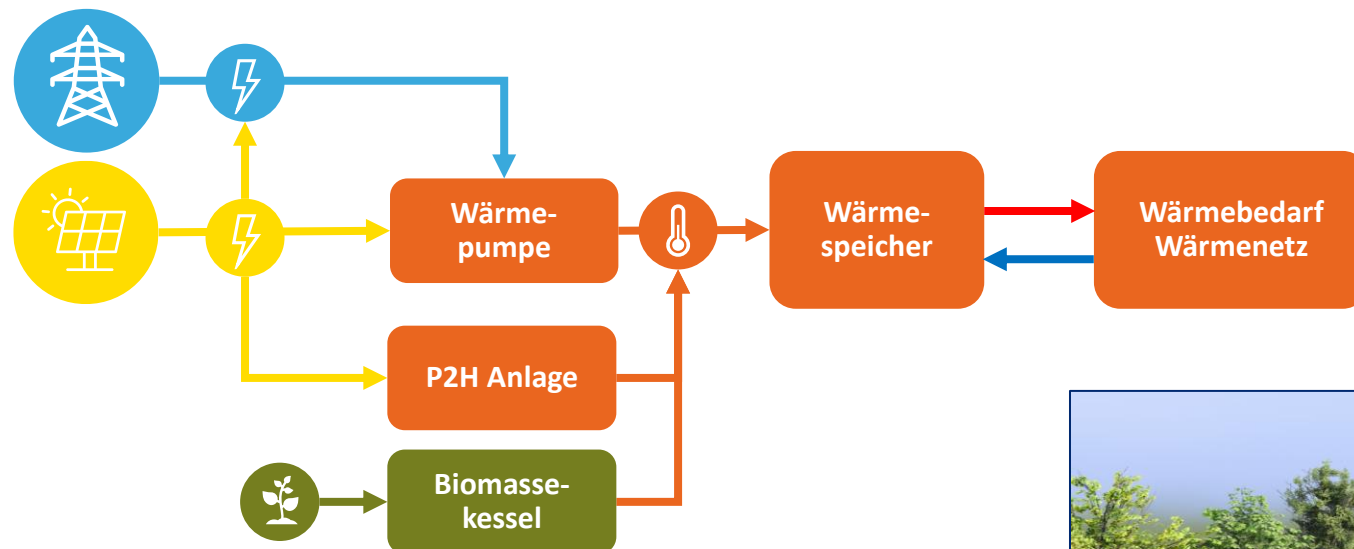 Wärme-
pumpe
Wärme-
speicher
Wärmebedarf
Wärmenetz
P2H Anlage
Biomasse-
kessel